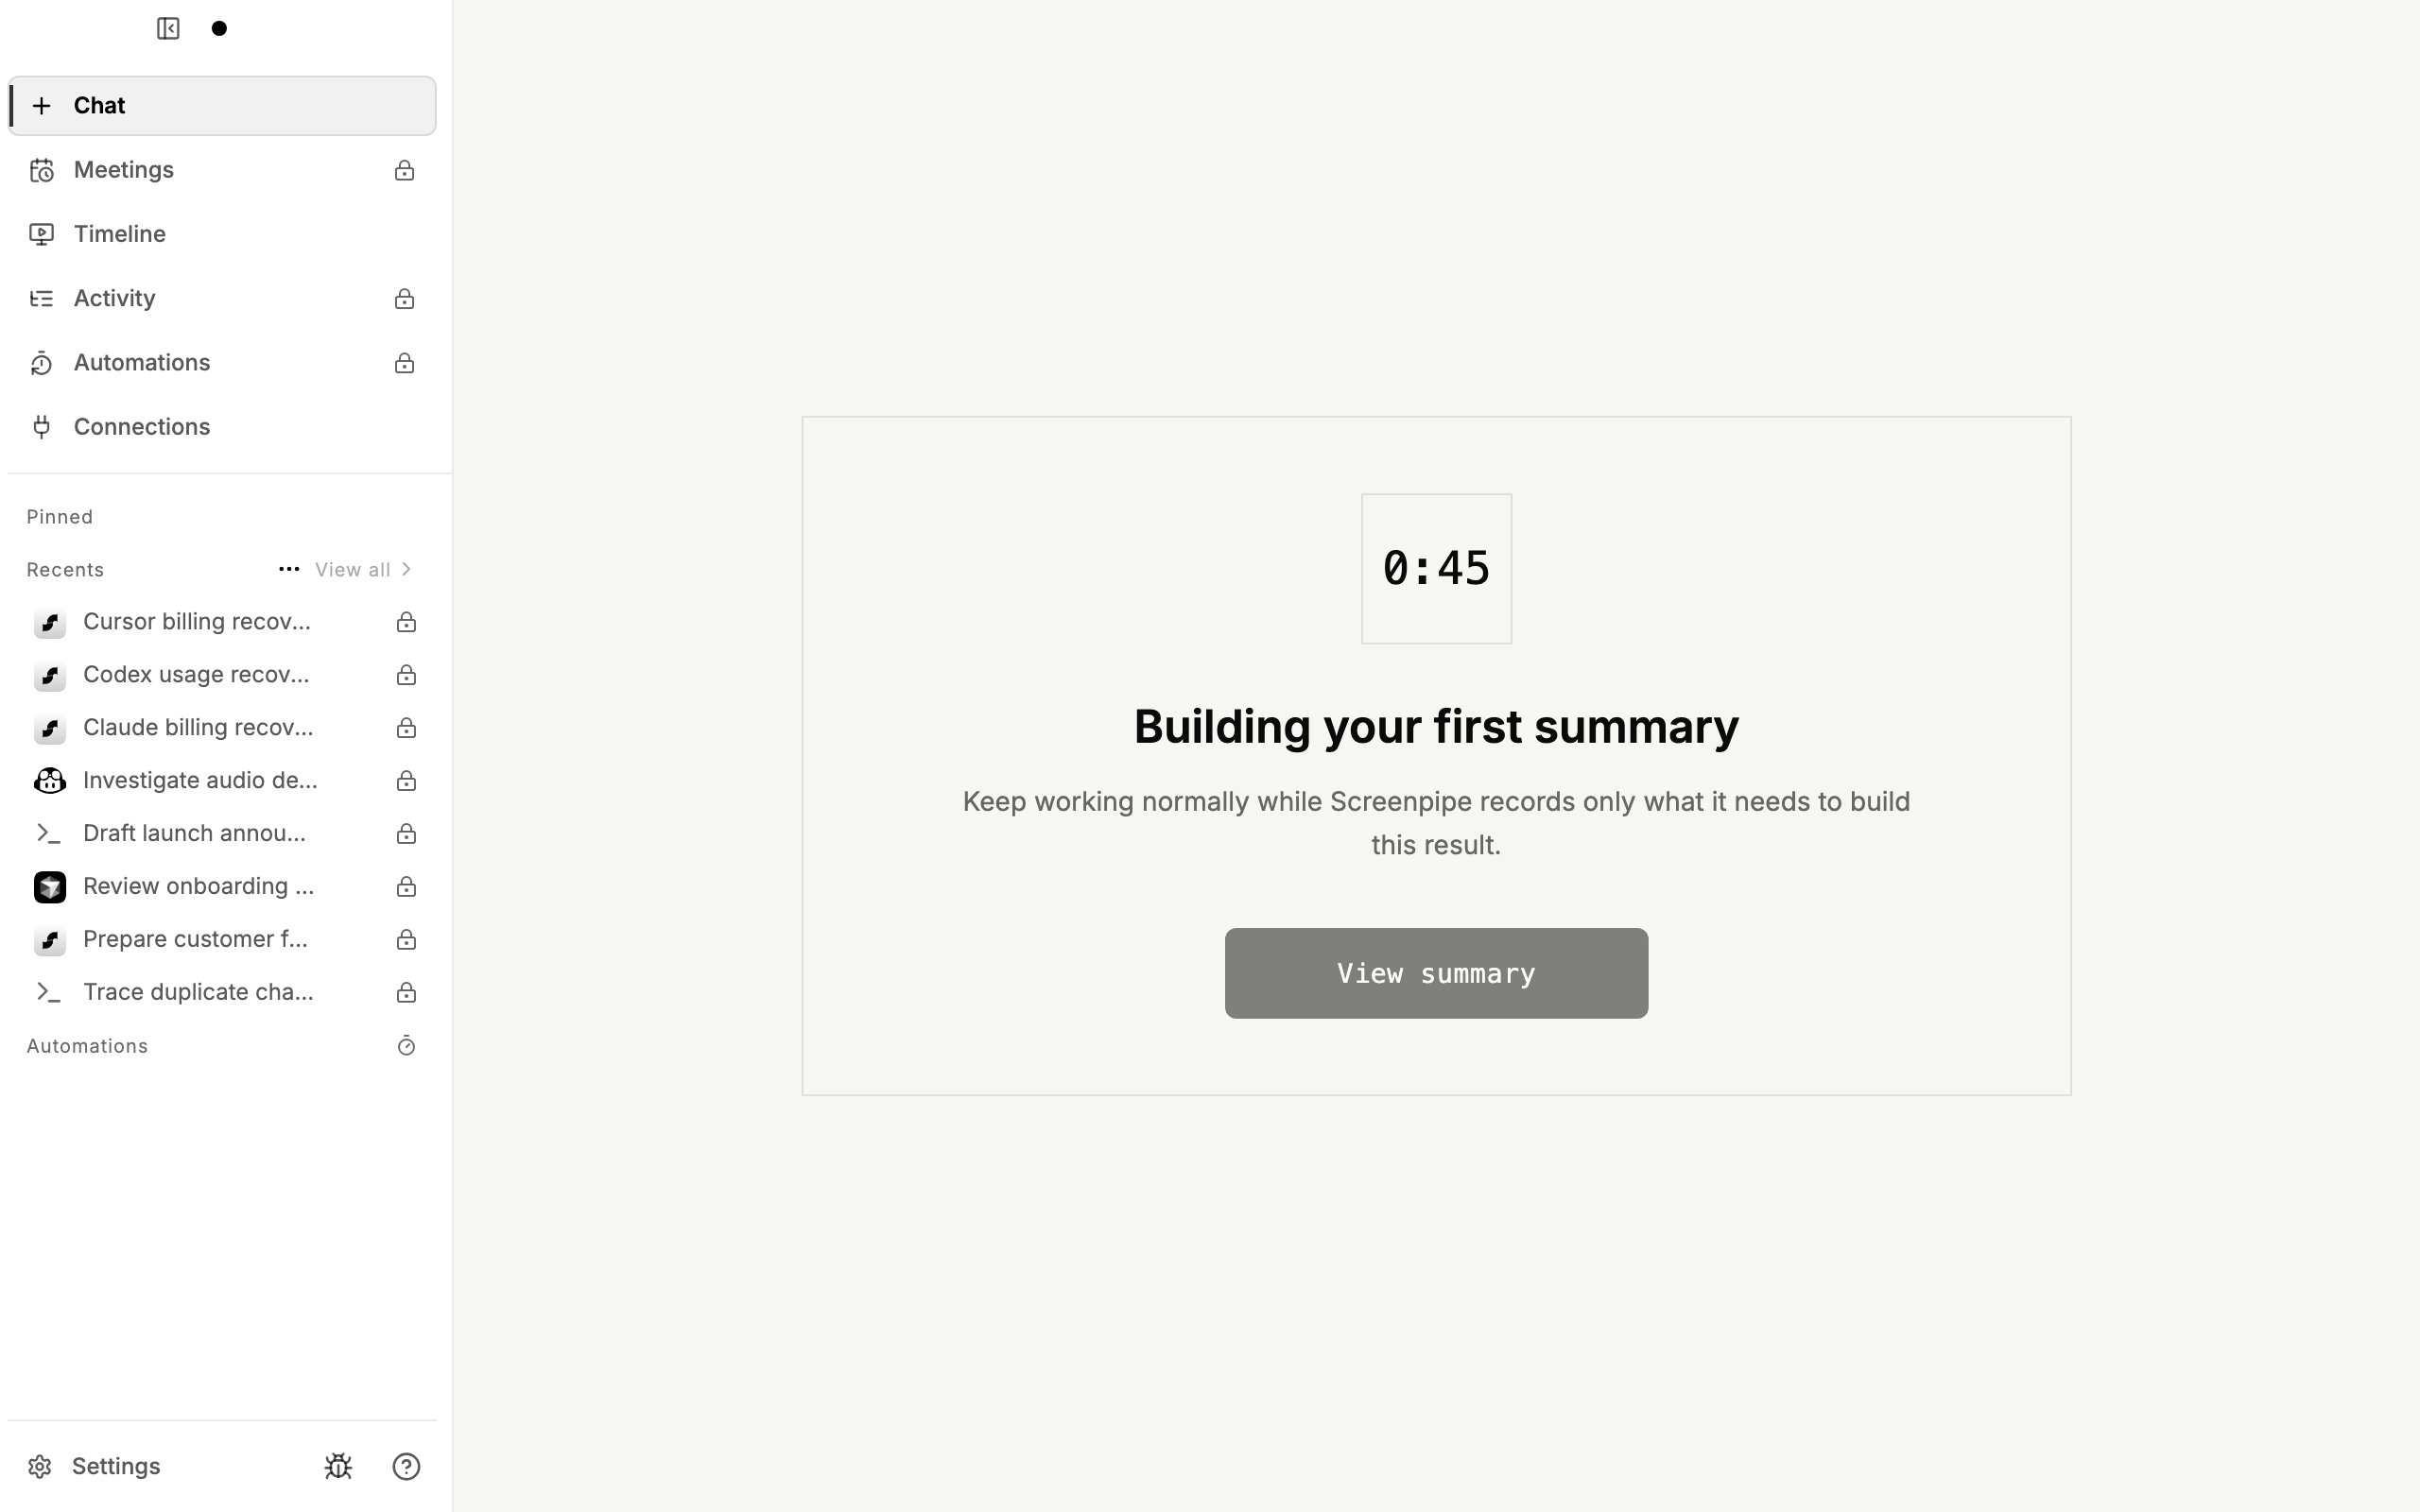 Chat
Meetings
Timeline
Activity
Automations
Connections
Pinned
Recents
View all
Cursor billing recov...
Codex usage recov...
Claude billing recov...
Investigate audio de...
Draft launch annou...
Review onboarding ...
Prepare customer f...
Trace duplicate cha...
Automations
Settings
0:45
Building your first summary
Keep working normally while Screenpipe records only what it needs to build
this result.
View summary